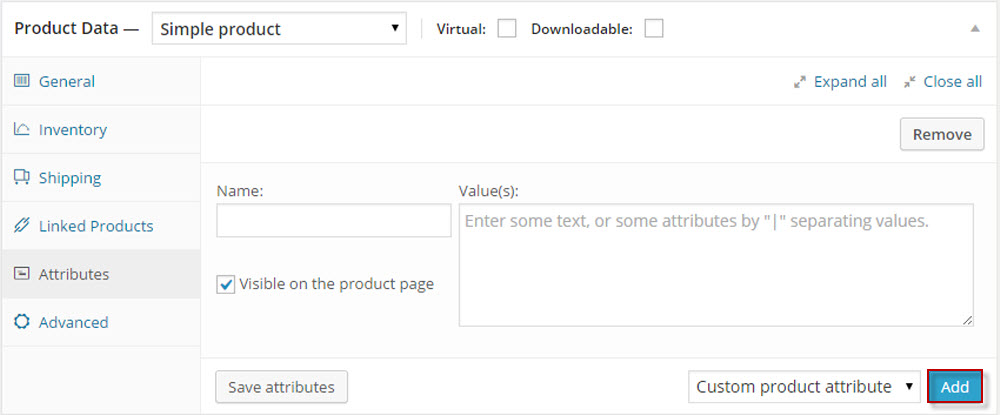 Product Data — Simple product Virtual: Downloadable:
General
Expand all Close all
Inventory
Remove
Shipping
Name: Value(s):
Linked Products
Enter some text, or some attributes by "|" separating values.
Attributes
Visible on the product page
Advanced
Save attributes Custom product attribute Add